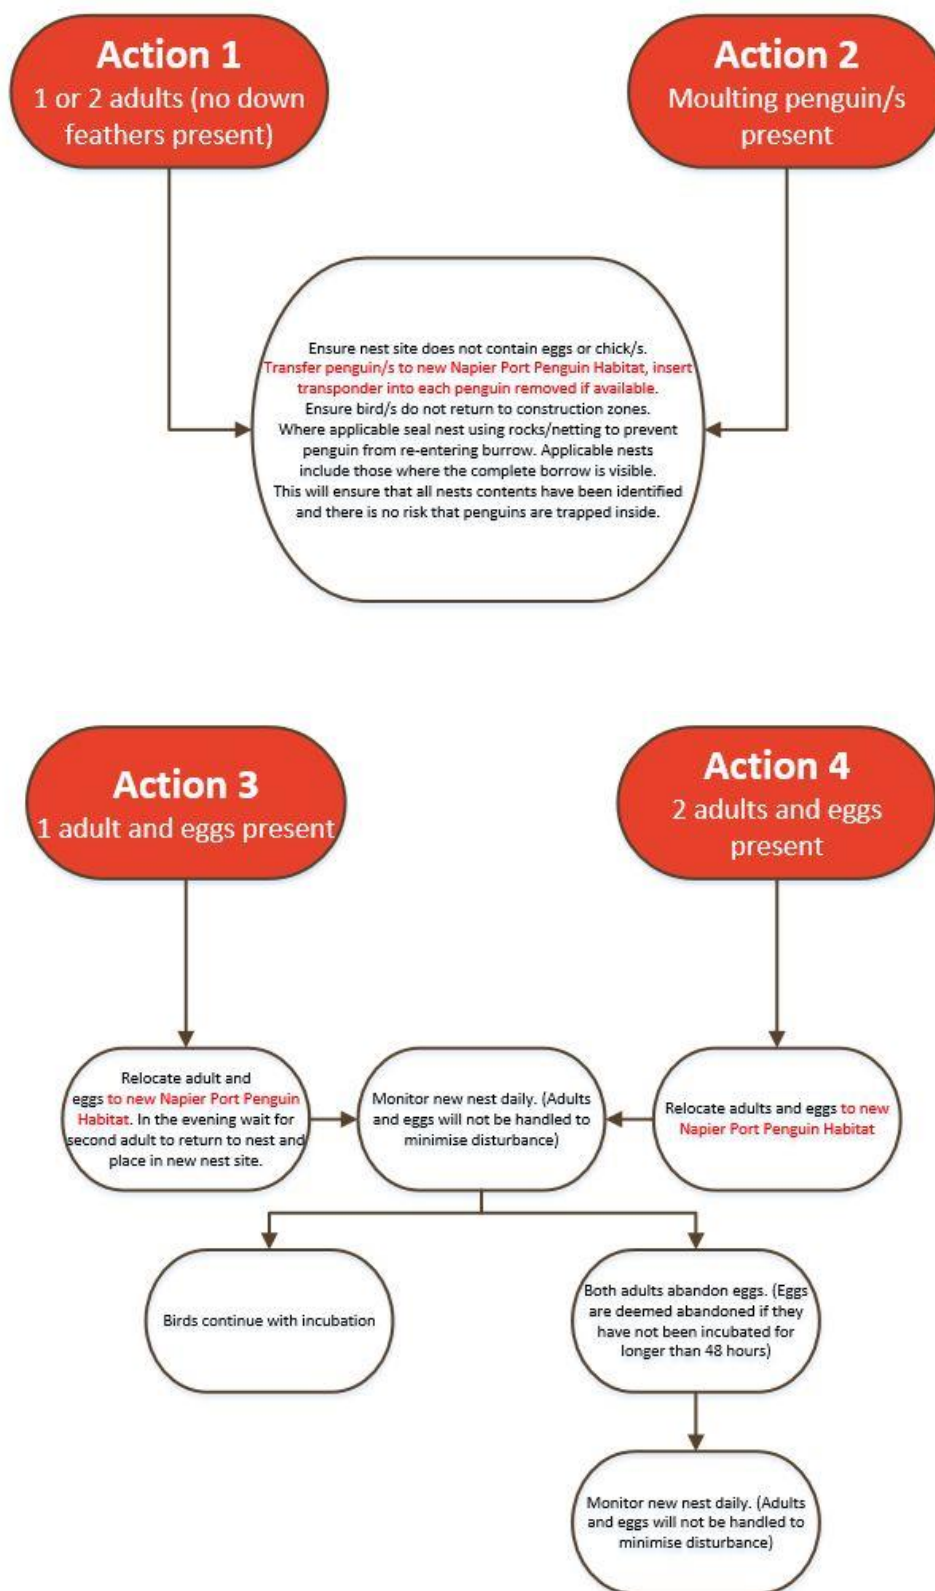 Action 1
1 or 2 adults (no down
feathers present)
Action 2
Moulting penguin/s
present
Ensure nest site does not contain eggs or chick/s.
Transfer penguin/s to new Napier Port Penguin Habitat, insert
transponder into each penguin removed if available.
Ensure bird/s do not return to construction zones.
Where applicable seal nest using rocks/netting to prevent
penguin from re-entering burrow. Applicable nests
include those where the complete borrow is visible.
This will ensure that all nests contents have been identified
and there is no risk that penguins are trapped inside.
Action 3
1 adult and eggs present
Action 4
2 adults and eggs
present
Relocate adult and
eggs to new Napier Port Penguin
Habitat. In the evening wait for
second adult to return to nest and
place in new nest site.
Monitor new nest daily. (Adults
and eggs will not be handled to
minimise disturbance)
Relocate adults and eggs to new
Napier Port Penguin Habitat
Birds continue with incubation
Both adults abandon eggs. (Eggs
are deemed abandoned if they
have not been incubated for
longer than 48 hours)
Monitor new nest daily. (Adults
and eggs will not be handled to
minimise disturbance)